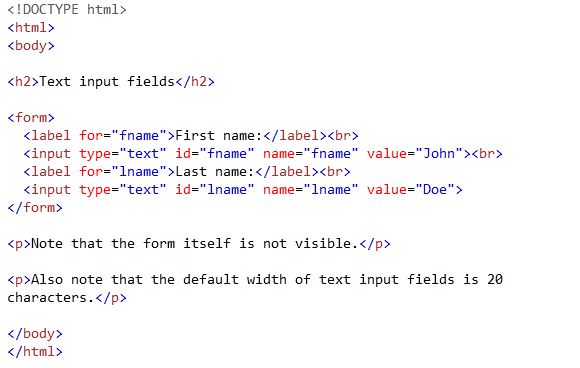 <!DOCTYPE html>
<html>
<body>

<h2>Text input fields</h2>

<form>
  <label for="fname">First name:</label><br>
  <input type="text" id="fname" name="fname" value="John"><br>
  <label for="lname">Last name:</label><br>
  <input type="text" id="lname" name="lname" value="Doe">
</form>

<p>Note that the form itself is not visible.</p>

<p>Also note that the default width of text input fields is 20
characters.</p>

</body>
</html>